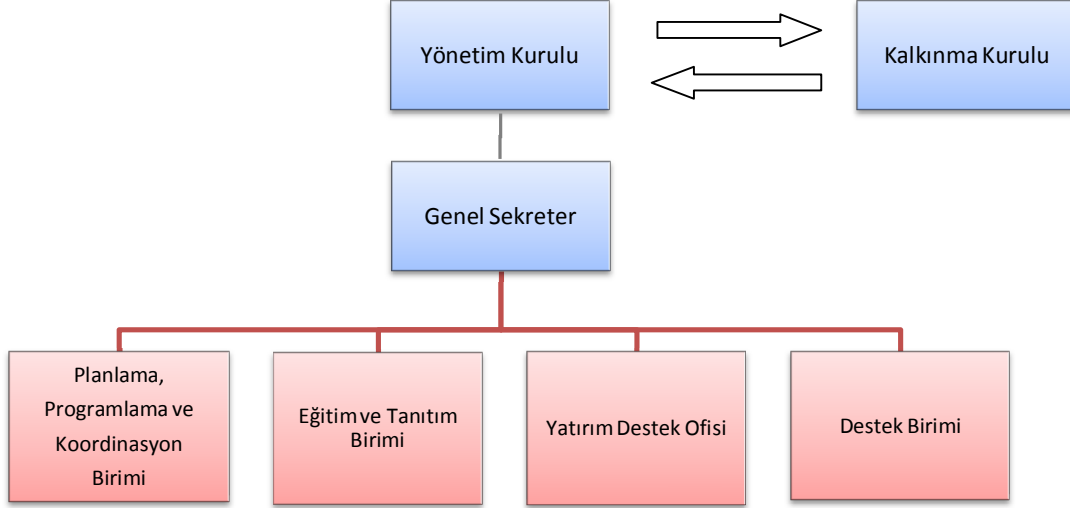 Yönetim Kurulu
Kalkınma Kurulu
Genel Sekreter
Planlama,
Programlama ve
Koordinasyon
Birimi
Eğitim ve Tanıtım
Birimi
Yatırım Destek Ofisi
Destek Birimi